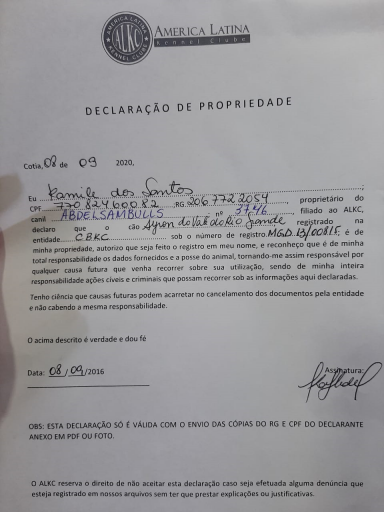 AMERICA LATINA
KENNEL CLUBS
ALKC
AMERICA LATINA
Kennel Clubs
DECLARAÇÃO DE PROPRIEDADE
Cotia, 08 de 09 2020,
Eu Kamile dos Santos
CPF 770 824 600 82 RG 206 772 2054, proprietário do
canil ABDELSAMBULLS nº 3746 filiado ao ALKC,
declaro que o cão Ayron do Vale do Rio Grande registrado na
entidade CBKC sob o número de registro MGD 13/00815, é de
minha propriedade, autorizo que seja feito o registro em meu nome, e reconheço que é de minha
total responsabilidade os dados fornecidos e a posse do animal, tornando-me assim responsável por
qualquer causa futura que venha recorrer sobre sua utilização, sendo de minha inteira
responsabilidade ações cíveis e criminais que possam recorrer sob as informações aqui declaradas.
Tenho ciência que causas futuras podem acarretar no cancelamento dos documentos pela entidade
e não cabendo a mesma responsabilidade.
O acima descrito é verdade e dou fé
Data: 08/09/2016
Assinatura:
OBS: ESTA DECLARAÇÃO SÓ É VÁLIDA COM O ENVIO DAS CÓPIAS DO RG E CPF DO DECLARANTE
ANEXO EM PDF OU FOTO.
O ALKC reserva o direito de não aceitar esta declaração caso seja efetuada alguma denúncia que
esteja registrado em nossos arquivos sem ter que prestar explicações ou justificativas.